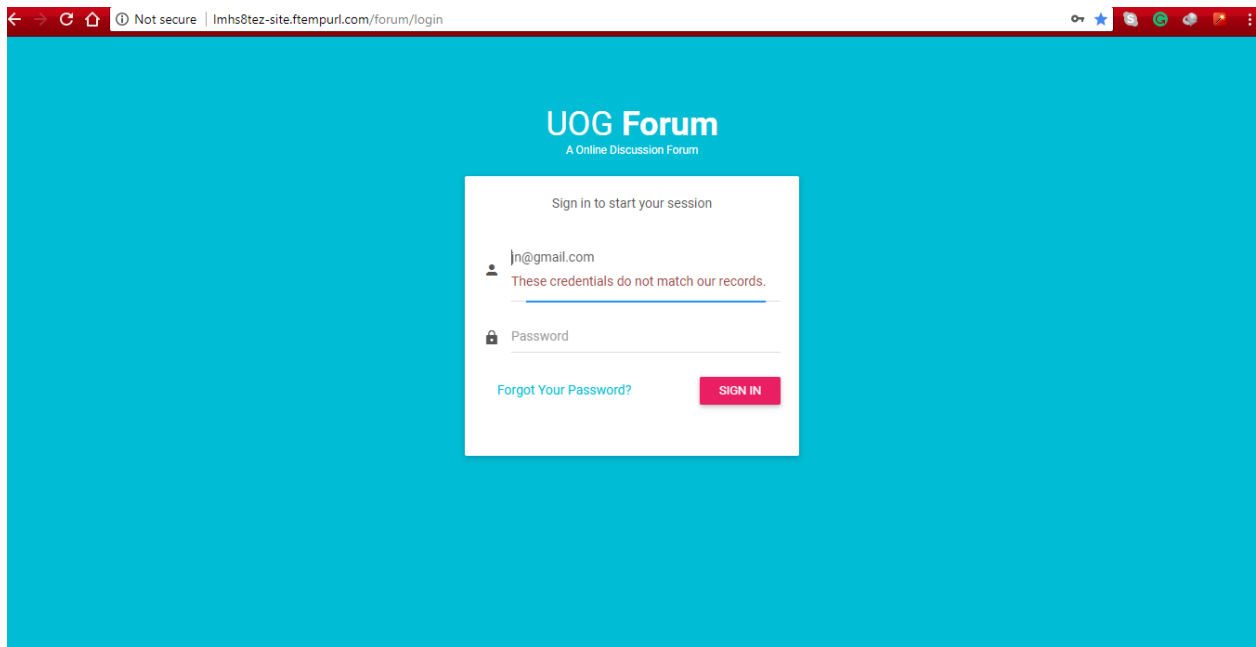 Not secure | lmhs8tez-site.ftempurl.com/forum/login
UOG Forum
A Online Discussion Forum
Sign in to start your session
jn@gmail.com
These credentials do not match our records.
Password
Forgot Your Password?
SIGN IN